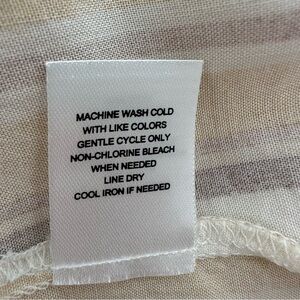 MACHINE WASH COLD
WITH LIKE COLORS
GENTLE CYCLE ONLY
NON-CHLORINE BLEACH
WHEN NEEDED
LINE DRY
COOL IRON IF NEEDED